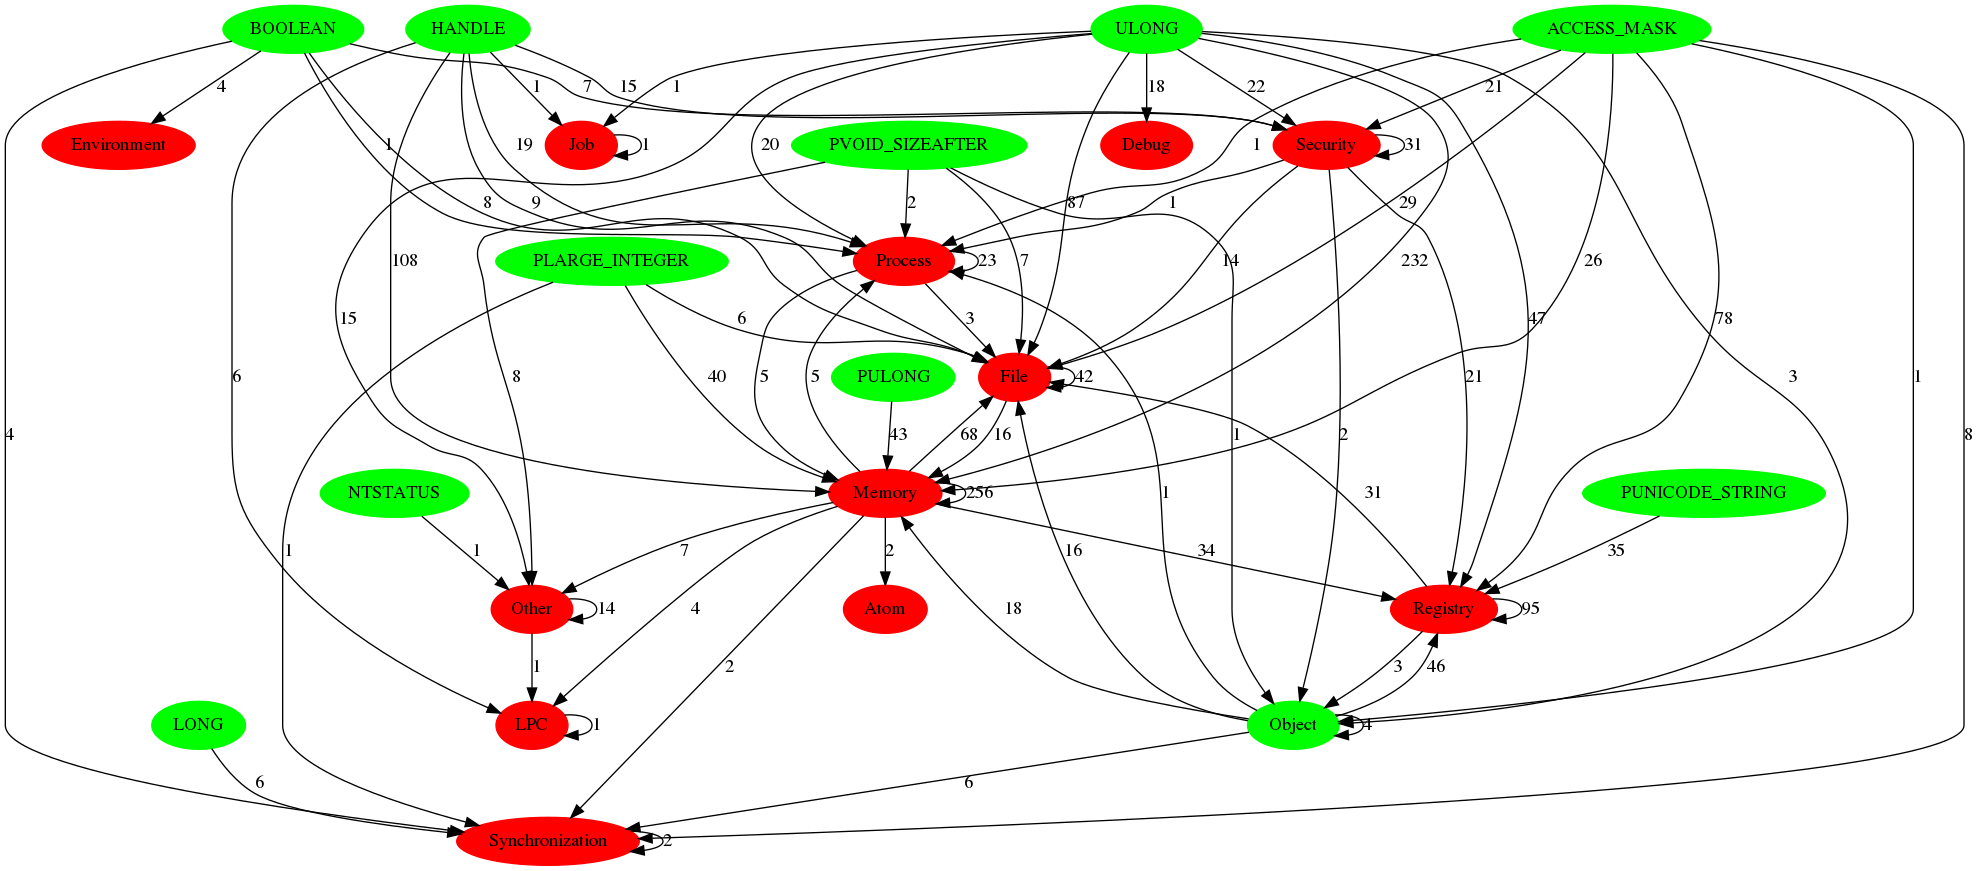 BOOLEAN HANDLE ULONG ACCESS_MASK
4 1 7 15 1 18 22 21
Environment Job 1 PVOID_SIZEAFTER Debug Security 31
1 19 20 1
8 9 2 87 1 29
PLARGE_INTEGER Process 23 108 7 14 232 26
15 6 3 47 78
6 8 40 5 5 PULONG File 42 21 3 1
4 43 68 16 1 2 8
NTSTATUS Memory 256 1 31 PUNICODE_STRING
1 1 7 2 16 34 35
Other 14 4 Atom 18 Registry 95
1 2 3 46
LONG LPC 1 Object 4
6 6
Synchronization 2